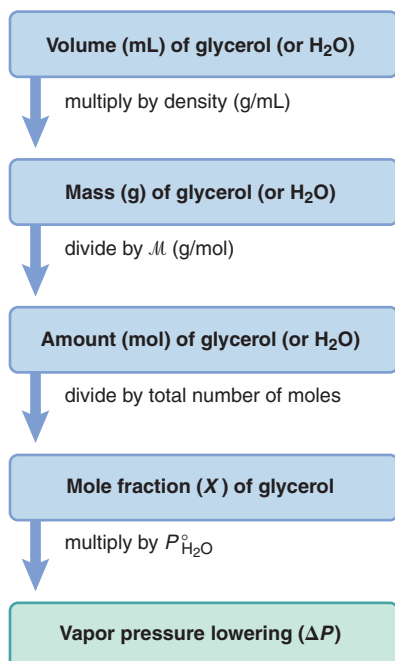 Volume (mL) of glycerol (or H₂O)
multiply by density (g/mL)
Mass (g) of glycerol (or H₂O)
divide by ℳ (g/mol)
Amount (mol) of glycerol (or H₂O)
divide by total number of moles
Mole fraction (X) of glycerol
multiply by P°H₂O
Vapor pressure lowering (ΔP)